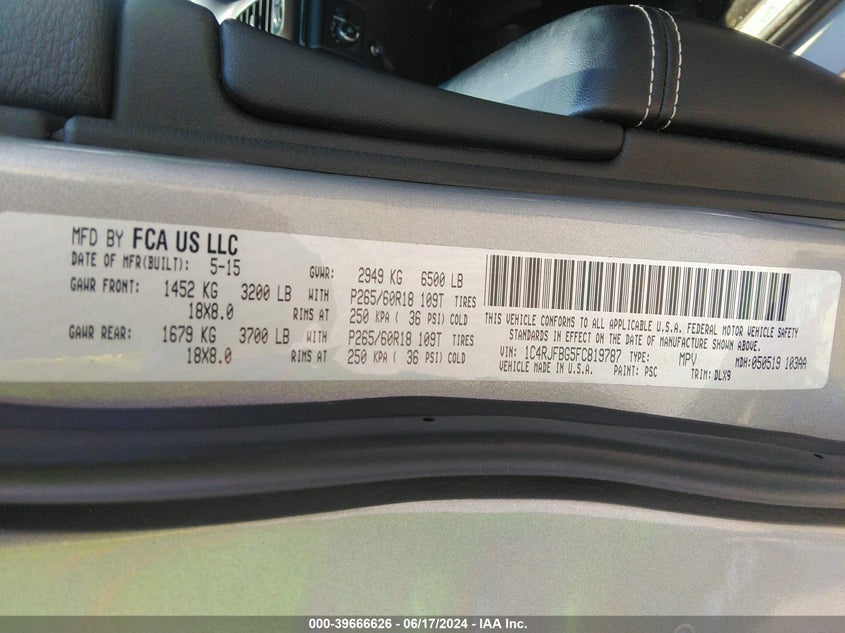 MFD BY FCA US LLC
DATE OF MFR(BUILT): 5-15 GVWR: 2949 KG 6500 LB
GAWR FRONT: 1452 KG 3200 LB WITH P265/60R18 109T TIRES
18X8.0 RIMS AT 250 KPA ( 36 PSI) COLD
GAWR REAR: 1679 KG 3700 LB WITH P265/60R18 109T TIRES
18X8.0 RIMS AT 250 KPA ( 36 PSI) COLD
THIS VEHICLE CONFORMS TO ALL APPLICABLE U.S.A. FEDERAL MOTOR VEHICLE SAFETY
STANDARDS IN EFFECT ON THE DATE OF MANUFACTURE SHOWN ABOVE.
VIN: 1C4RJFBG5FC819787 TYPE: MPV MDH:050519 103AA
VEHICLE MADE IN U.S.A. PAINT: PSC TRIM: DLX9
000-39666626 - 06/17/2024 - IAA Inc.